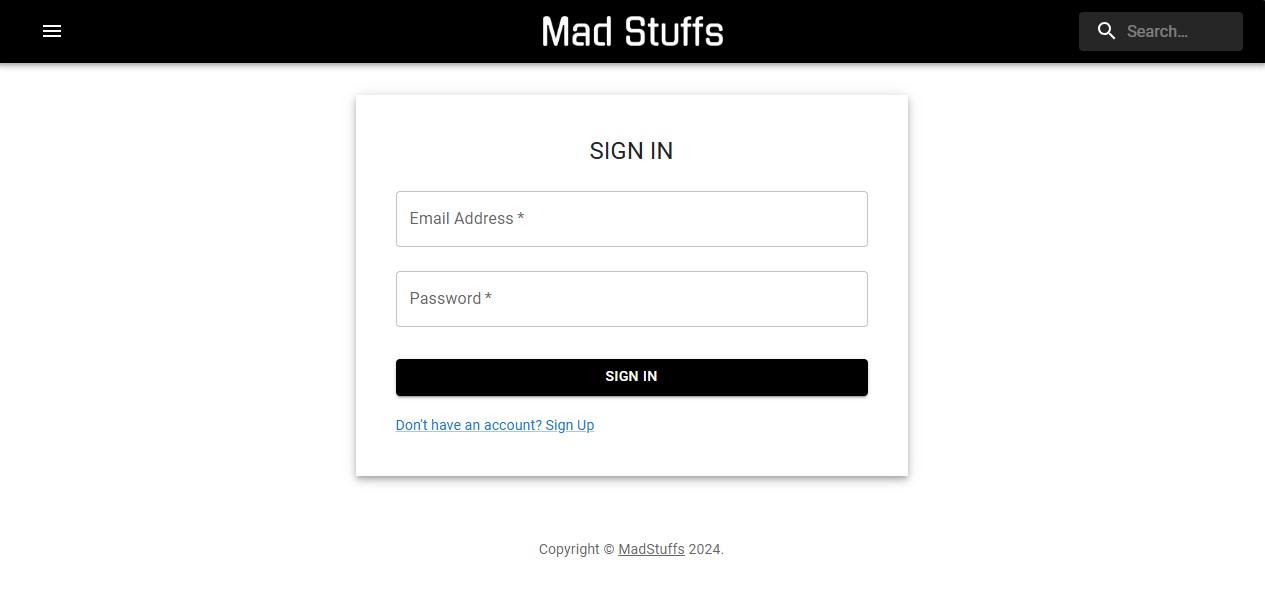 Mad Stuffs
Search...
SIGN IN
Email Address *
Password *
SIGN IN
Don't have an account? Sign Up
Copyright © MadStuffs 2024.